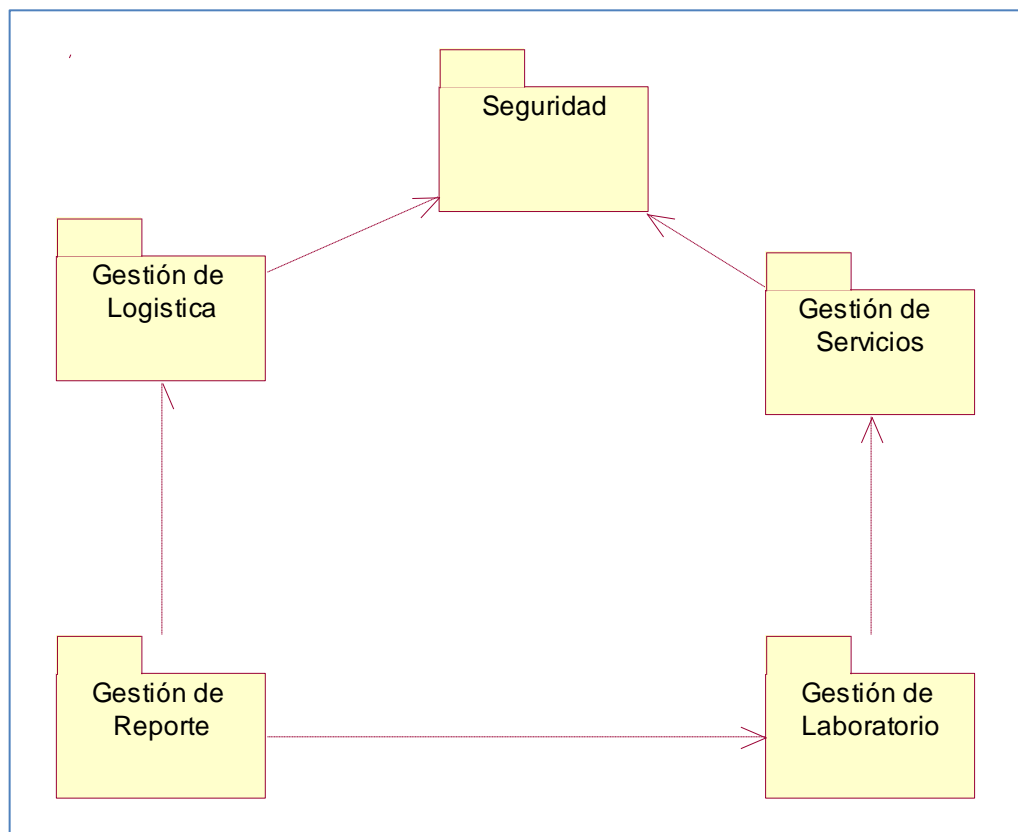 Seguridad
Gestión de
Logistica
Gestión de
Servicios
Gestión de
Reporte
Gestión de
Laboratorio